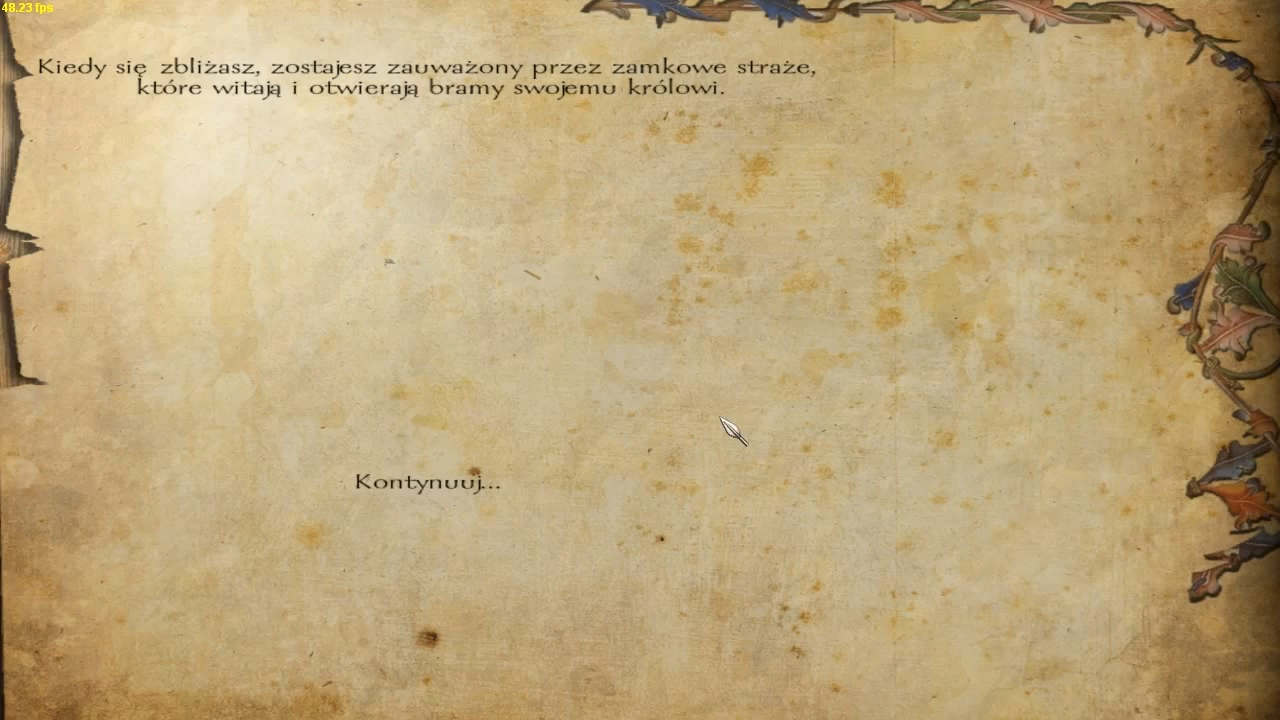 48.23 fps
Kiedy się zbliżasz, zostajesz zauważony przez zamkowe straże,
które witają i otwierają bramy swojemu królowi.
Kontynuuj...